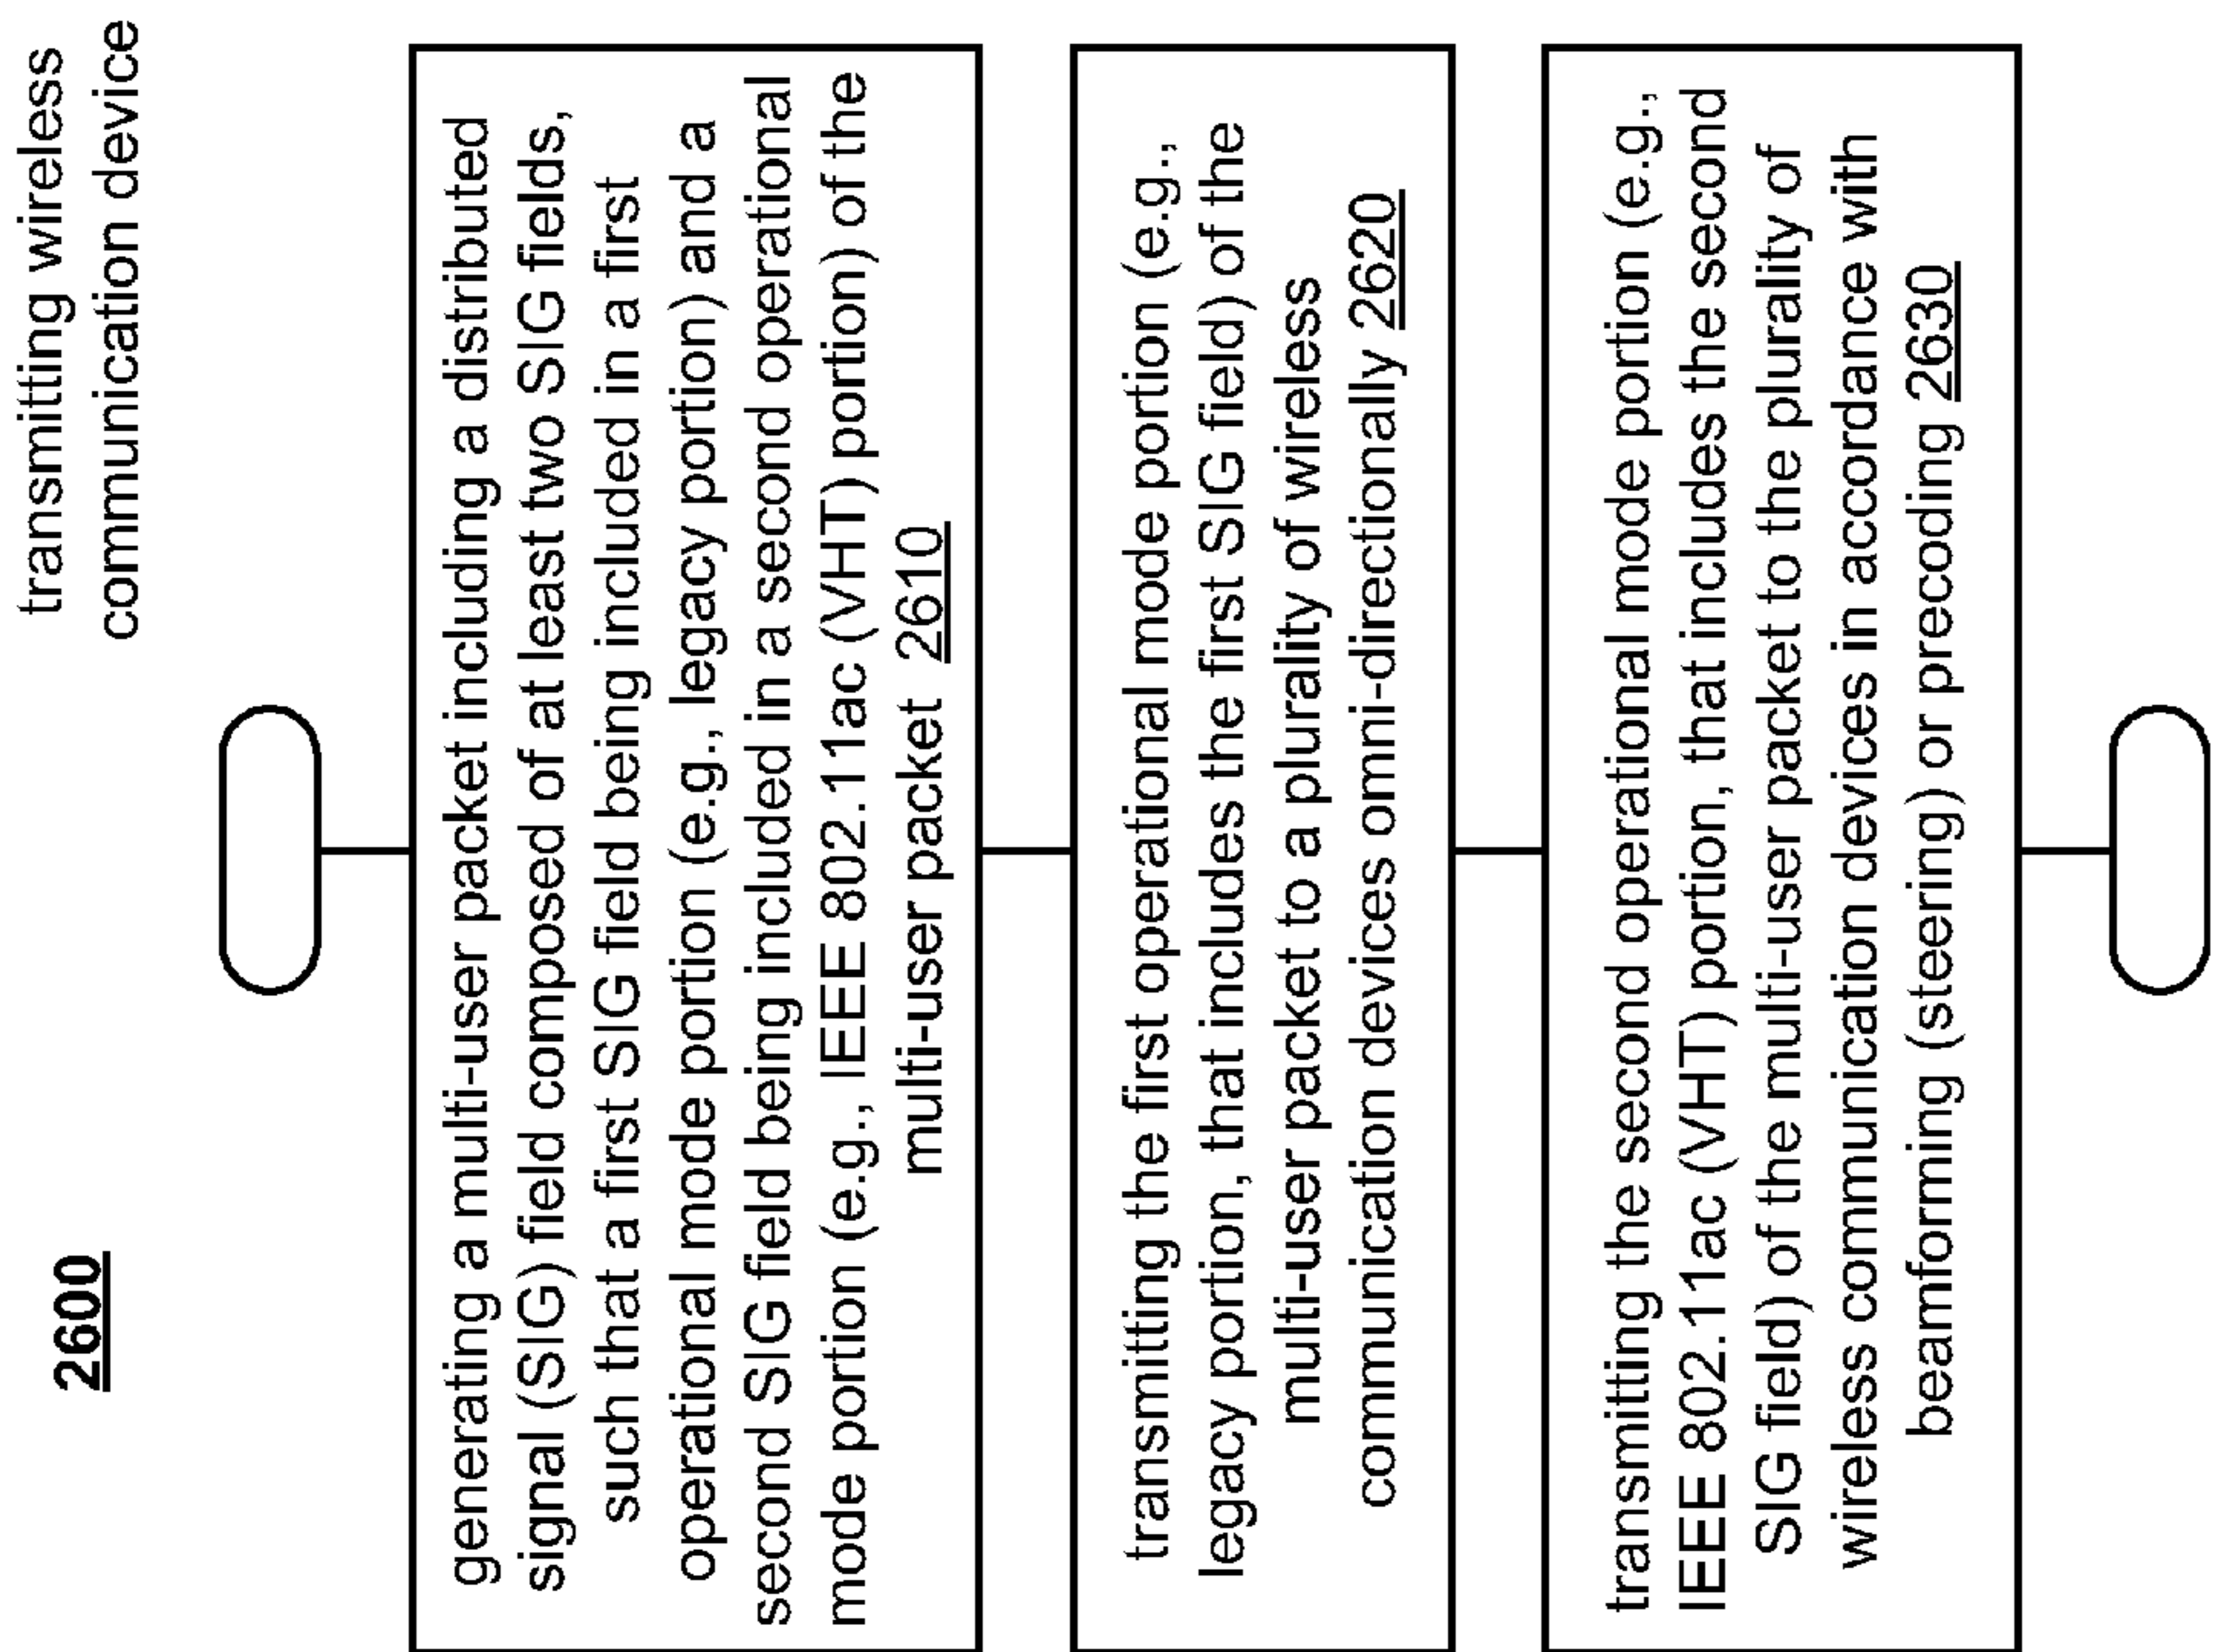 2600
transmitting wireless
communication device
generating a multi-user packet including a distributed
signal (SIG) field composed of at least two SIG fields,
such that a first SIG field being included in a first
operational mode portion (e.g., legacy portion) and a
second SIG field being included in a second operational
mode portion (e.g., IEEE 802.11ac (VHT) portion) of the
multi-user packet 2610
transmitting the first operational mode portion (e.g.,
legacy portion, that includes the first SIG field) of the
multi-user packet to a plurality of wireless
communication devices omni-directionally 2620
transmitting the second operational mode portion (e.g.,
IEEE 802.11ac (VHT) portion, that includes the second
SIG field) of the multi-user packet to the plurality of
wireless communication devices in accordance with
beamforming (steering) or precoding 2630